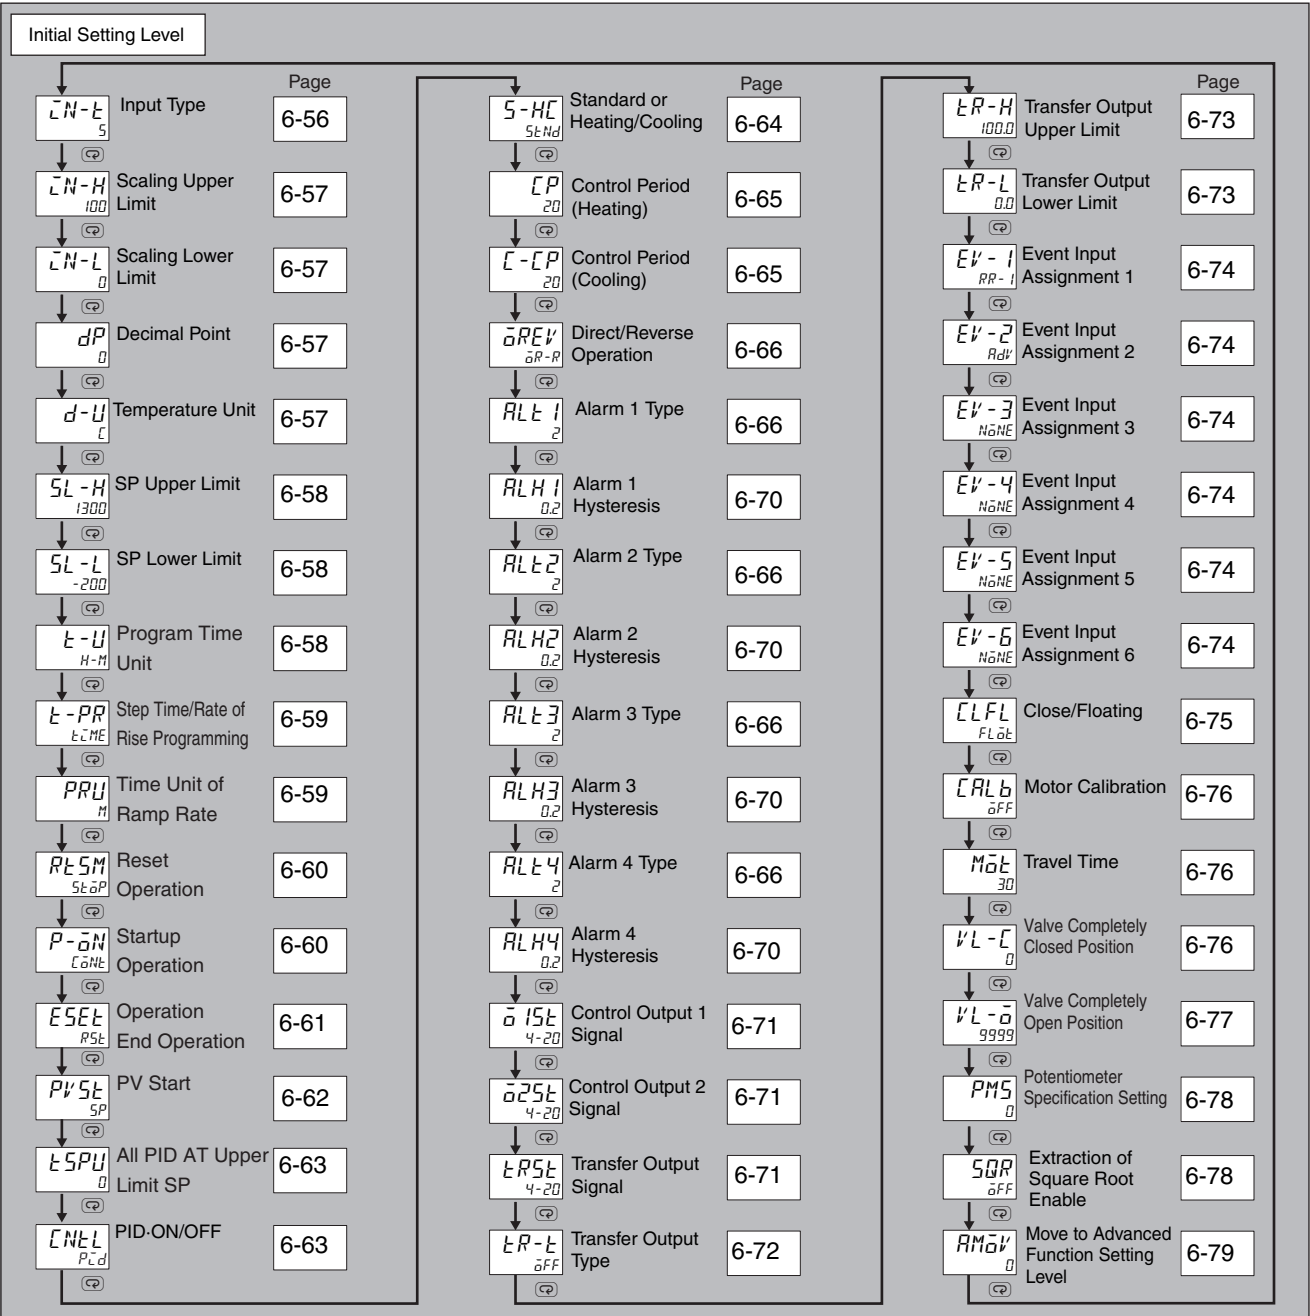 Initial Setting Level
Page
īN-t
5
Input Type
6-56
īN-H
100
Scaling Upper
Limit
6-57
īN-L
0
Scaling Lower
Limit
6-57
dP
0
Decimal Point
6-57
d-U
C
Temperature Unit
6-57
SL-H
1300
SP Upper Limit
6-58
SL-L
-200
SP Lower Limit
6-58
t-U
H-M
Program Time
Unit
6-58
t-PR
tīME
Step Time/Rate of
Rise Programming
6-59
PRU
M
Time Unit of
Ramp Rate
6-59
RtSM
StōP
Reset
Operation
6-60
P-ōN
CōNt
Startup
Operation
6-60
ESEt
RSt
Operation
End Operation
6-61
PVSt
SP
PV Start
6-62
tSPU
0
All PID AT Upper
Limit SP
6-63
CNtL
Pīd
PID·ON/OFF
6-63
Page
S-HC
StNd
Standard or
Heating/Cooling
6-64
CP
20
Control Period
(Heating)
6-65
C-CP
20
Control Period
(Cooling)
6-65
ōREV
ōR-R
Direct/Reverse
Operation
6-66
ALt1
2
Alarm 1 Type
6-66
ALH1
0.2
Alarm 1
Hysteresis
6-70
ALt2
2
Alarm 2 Type
6-66
ALH2
0.2
Alarm 2
Hysteresis
6-70
ALt3
2
Alarm 3 Type
6-66
ALH3
0.2
Alarm 3
Hysteresis
6-70
ALt4
2
Alarm 4 Type
6-66
ALH4
0.2
Alarm 4
Hysteresis
6-70
ō1St
4-20
Control Output 1
Signal
6-71
ō2St
4-20
Control Output 2
Signal
6-71
tRSt
4-20
Transfer Output
Signal
6-71
tR-t
ōFF
Transfer Output
Type
6-72
Page
tR-H
100.0
Transfer Output
Upper Limit
6-73
tR-L
0.0
Transfer Output
Lower Limit
6-73
EV-1
RR-1
Event Input
Assignment 1
6-74
EV-2
AdV
Event Input
Assignment 2
6-74
EV-3
NōNE
Event Input
Assignment 3
6-74
EV-4
NōNE
Event Input
Assignment 4
6-74
EV-5
NōNE
Event Input
Assignment 5
6-74
EV-6
NōNE
Event Input
Assignment 6
6-74
CLFL
FLōt
Close/Floating
6-75
CALb
ōFF
Motor Calibration
6-76
Mōt
30
Travel Time
6-76
VL-C
0
Valve Completely
Closed Position
6-76
VL-ō
9999
Valve Completely
Open Position
6-77
PMS
0
Potentiometer
Specification Setting
6-78
SQR
ōFF
Extraction of
Square Root
Enable
6-78
AMōV
0
Move to Advanced
Function Setting
Level
6-79